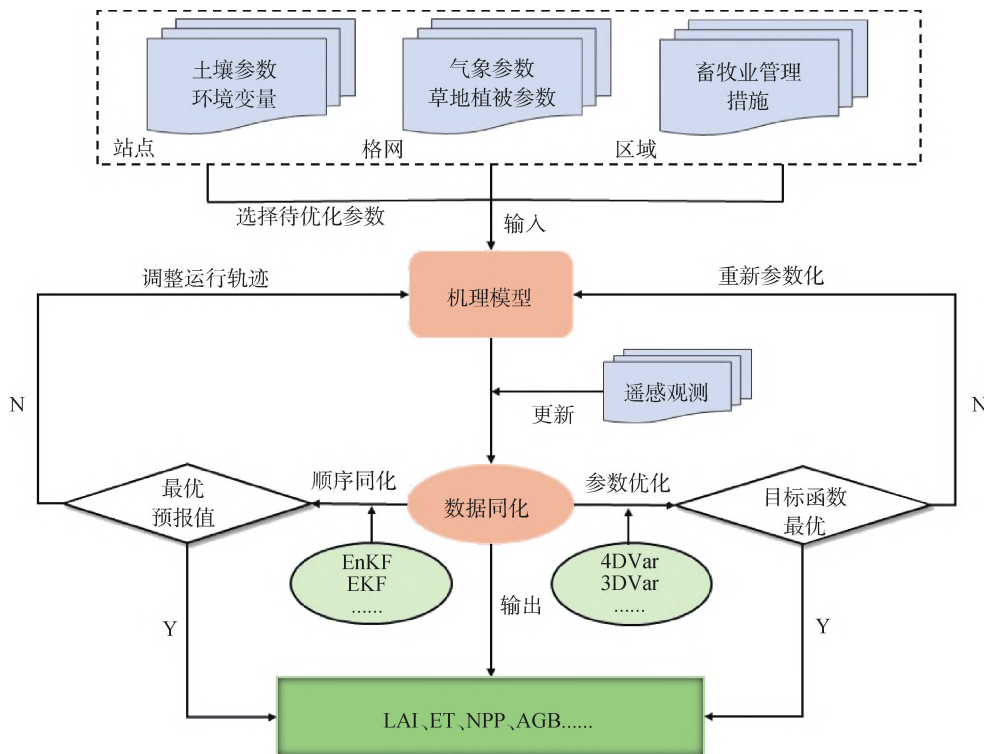 土壤参数
环境变量
气象参数
草地植被参数
畜牧业管理
措施
站点
格网
区域
选择待优化参数
输入
调整运行轨迹
机理模型
重新参数化
遥感观测
更新
N
N
最优
预报值
顺序同化
数据同化
参数优化
目标函数
最优
EnKF
EKF
......
4DVar
3DVar
......
输出
Y
Y
LAI、ET、NPP、AGB......